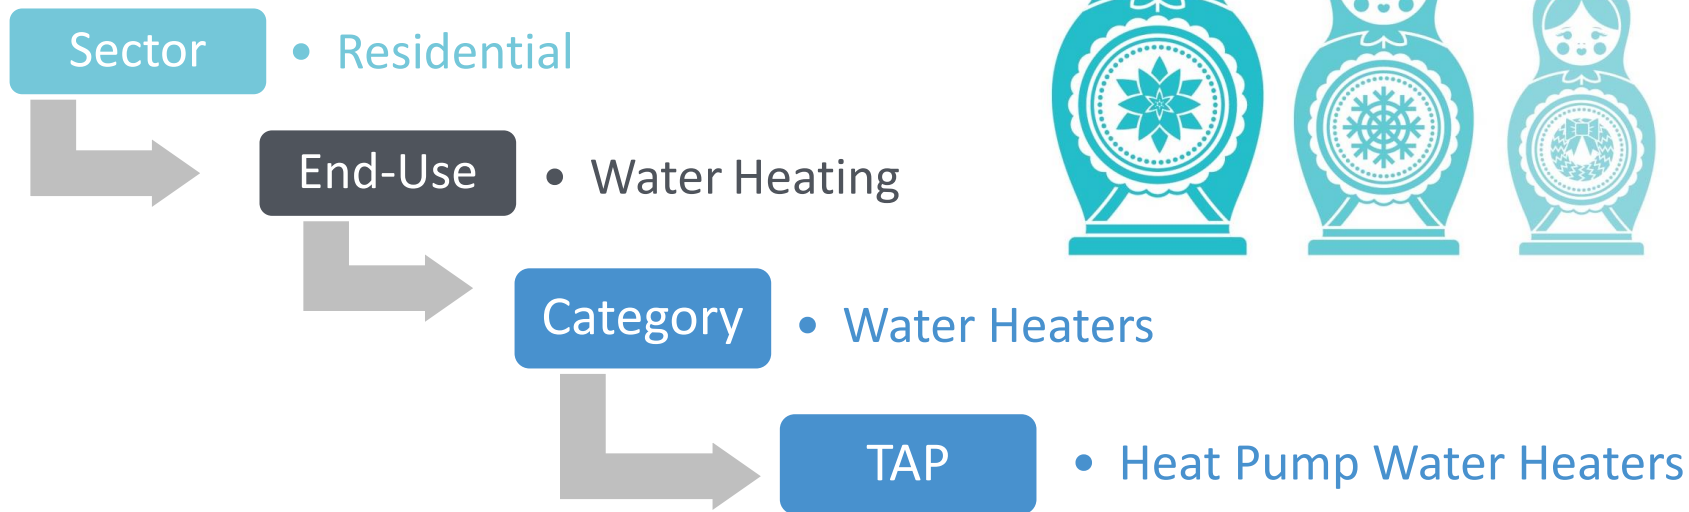 Sector • Residential
End-Use • Water Heating
Category • Water Heaters
TAP • Heat Pump Water Heaters